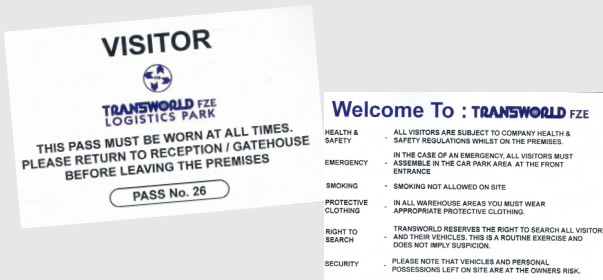 VISITOR
TRANSWORLD FZE
LOGISTICS PARK
THIS PASS MUST BE WORN AT ALL TIMES.
PLEASE RETURN TO RECEPTION / GATEHOUSE
BEFORE LEAVING THE PREMISES
PASS No. 26
Welcome To : TRANSWORLD FZE
HEALTH & - ALL VISITORS ARE SUBJECT TO COMPANY HEALTH &
SAFETY SAFETY REGULATIONS WHILST ON THE PREMISES.
IN THE CASE OF AN EMERGENCY, ALL VISITORS MUST
EMERGENCY - ASSEMBLE IN THE CAR PARK AREA AT THE FRONT
ENTRANCE
SMOKING - SMOKING NOT ALLOWED ON SITE
PROTECTIVE - IN ALL WAREHOUSE AREAS YOU MUST WEAR
CLOTHING APPROPRIATE PROTECTIVE CLOTHING.
RIGHT TO - TRANSWORLD RESERVES THE RIGHT TO SEARCH ALL VISITORS
SEARCH AND THEIR VEHICLES. THIS IS A ROUTINE EXERCISE AND
DOES NOT IMPLY SUSPICION.
SECURITY - PLEASE NOTE THAT VEHICLES AND PERSONAL
POSSESSIONS LEFT ON SITE ARE AT THE OWNERS RISK.